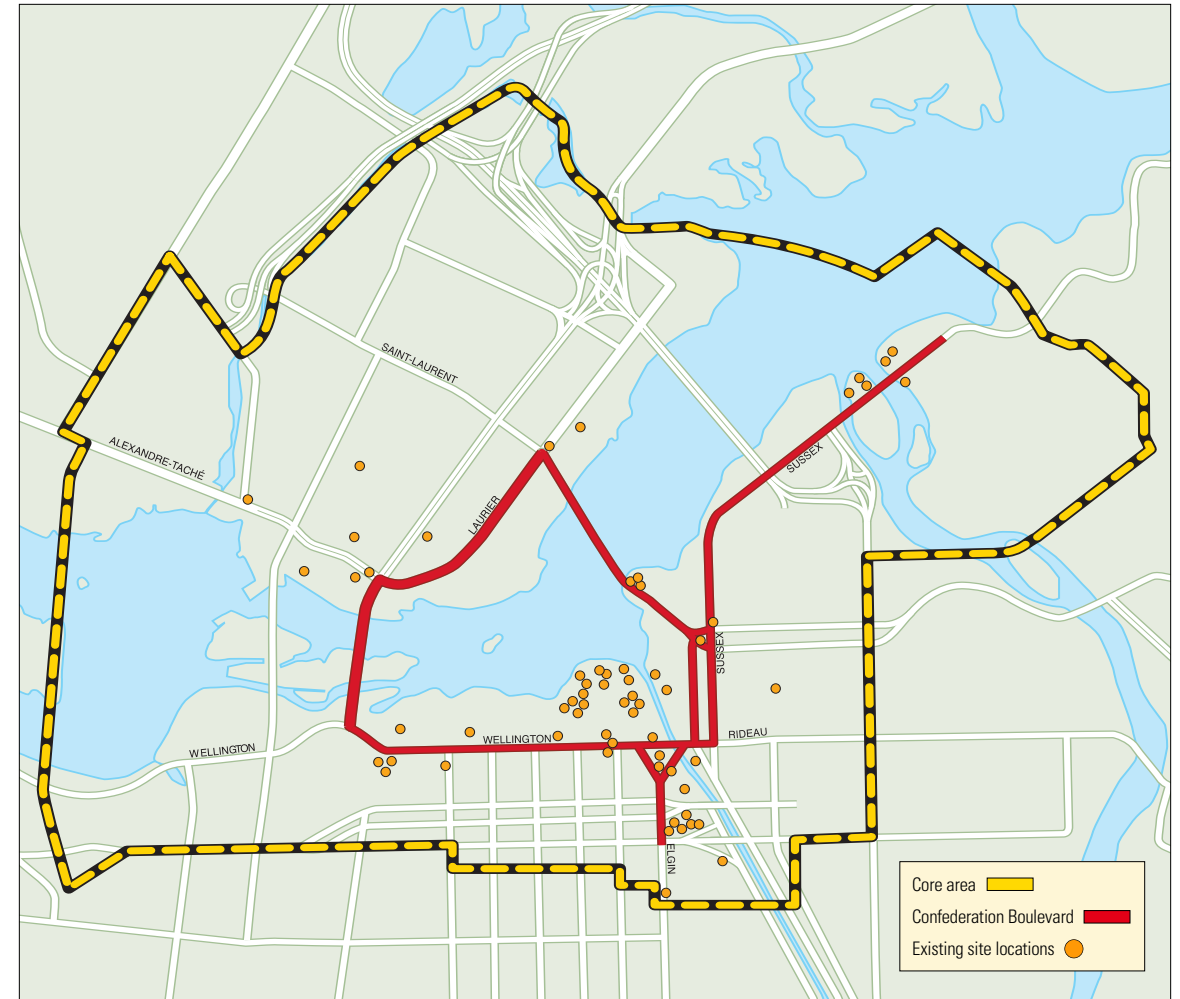 SAINT-LAURENT
ALEXANDRE-TACHÉ
LAURIER
SUSSEX
SUSSEX
WELLINGTON
WELLINGTON
RIDEAU
ELGIN
Core area
Confederation Boulevard
Existing site locations